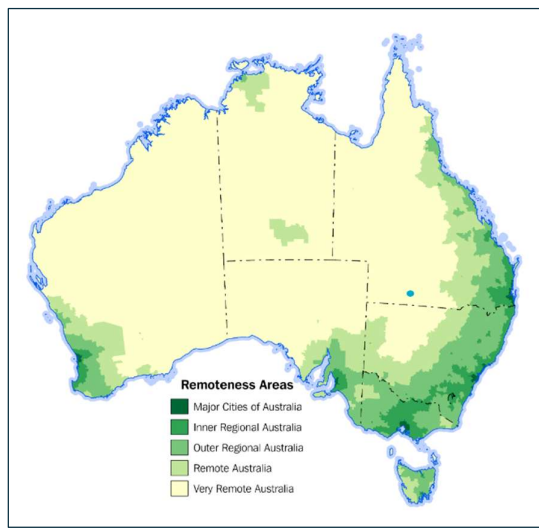 Remoteness Areas
Major Cities of Australia
Inner Regional Australia
Outer Regional Australia
Remote Australia
Very Remote Australia